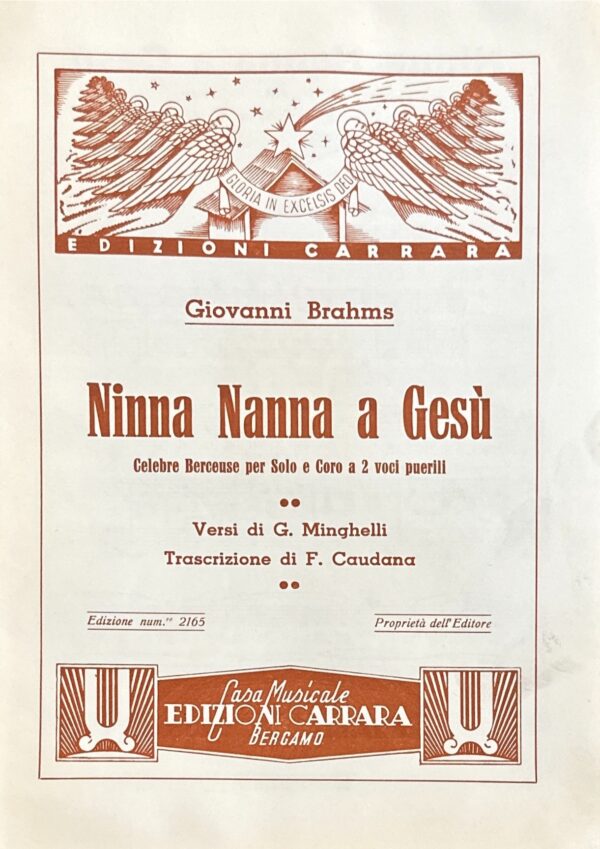 GLORIA IN EXCELSIS DEO
EDIZIONI CARRARA
Giovanni Brahms
Ninna Nanna a Gesù
Celebre Berceuse per Solo e Coro a 2 voci puerili
Versi di G. Minghelli
Trascrizione di F. Caudana
Edizione num.ro 2165
Proprietà dell'Editore
Casa Musicale
EDIZIONI CARRARA
BERGAMO